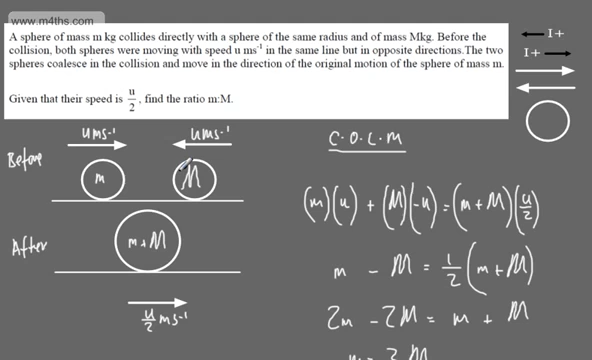 www.m4ths.com
A sphere of mass m kg collides directly with a sphere of the same radius and of mass Mkg. Before the
collision, both spheres were moving with speed u ms⁻¹ in the same line but in opposite directions.The two
spheres coalesce in the collision and move in the direction of the original motion of the sphere of mass m.
Given that their speed is u/2, find the ratio m:M.
I+
I+
Before
ums⁻¹
ums⁻¹
m
M
After
m+M
u/2 ms⁻¹
C.O.L.M
(m)(u) + (M)(-u) = (m+M)(u/2)
m - M = 1/2 (m+M)
2m - 2M = m + M